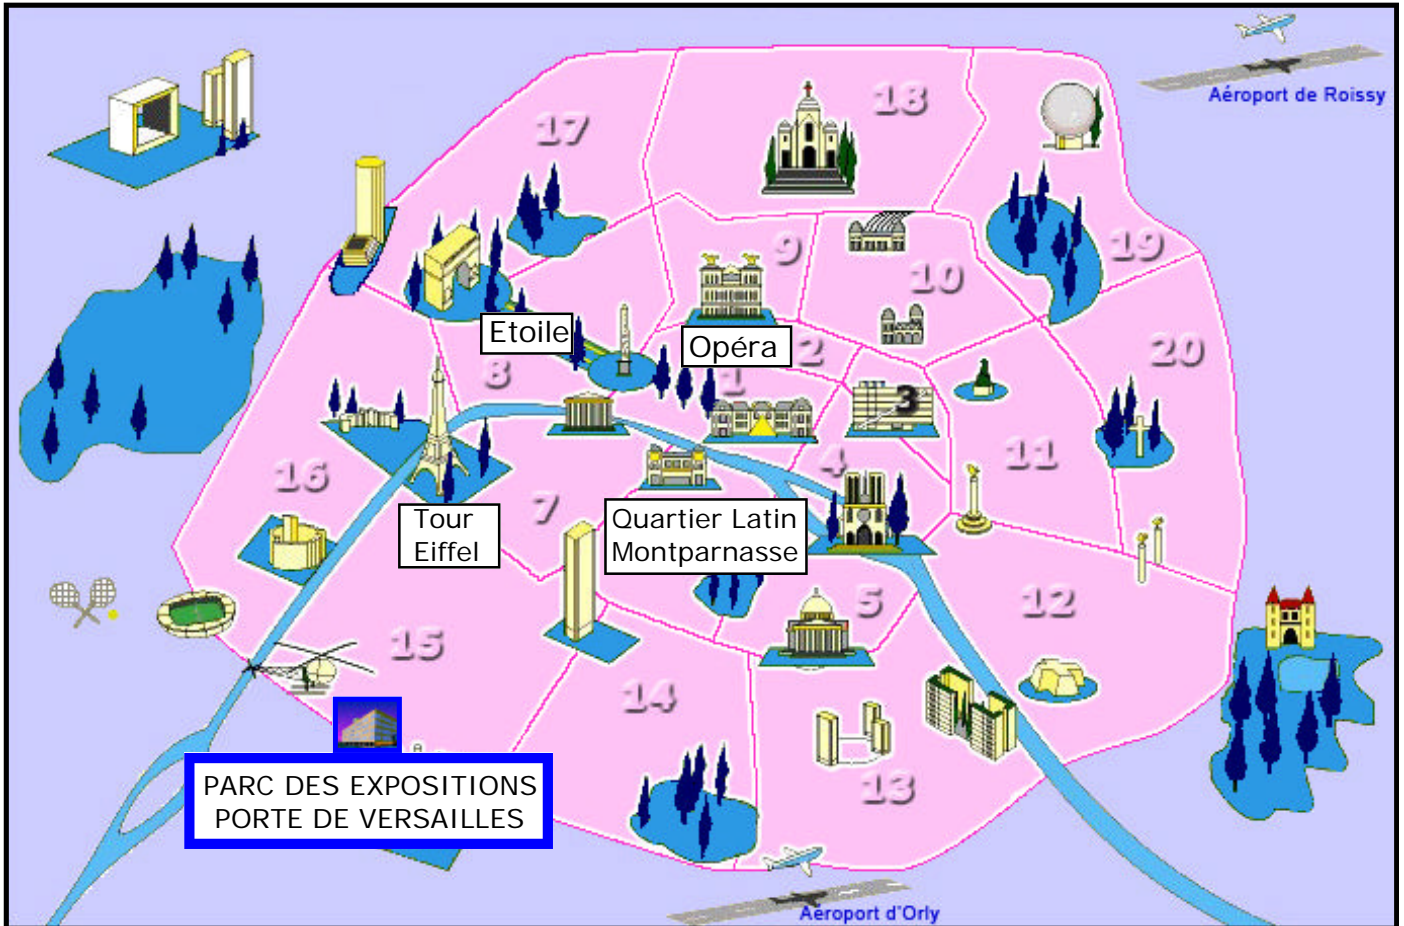 Aéroport de Roissy
18
17
19
9
10
Etoile
Opéra
2
20
8
1
3
4
11
16
7
Tour
Eiffel
Quartier Latin
Montparnasse
5
12
15
14
PARC DES EXPOSITIONS
PORTE DE VERSAILLES
13
Aéroport d'Orly